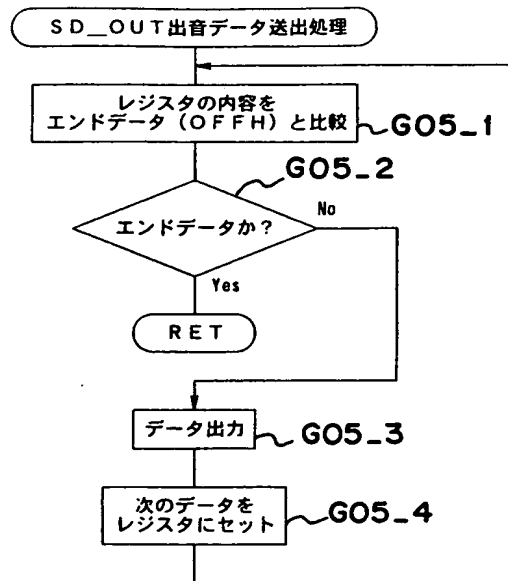 SD__OUT出音データ送出処理
レジスタの内容を
エンドデータ(OFFH)と比較
G05_1
G05_2
エンドデータか?
No
Yes
RET
データ出力
G05_3
次のデータを
レジスタにセット
G05_4